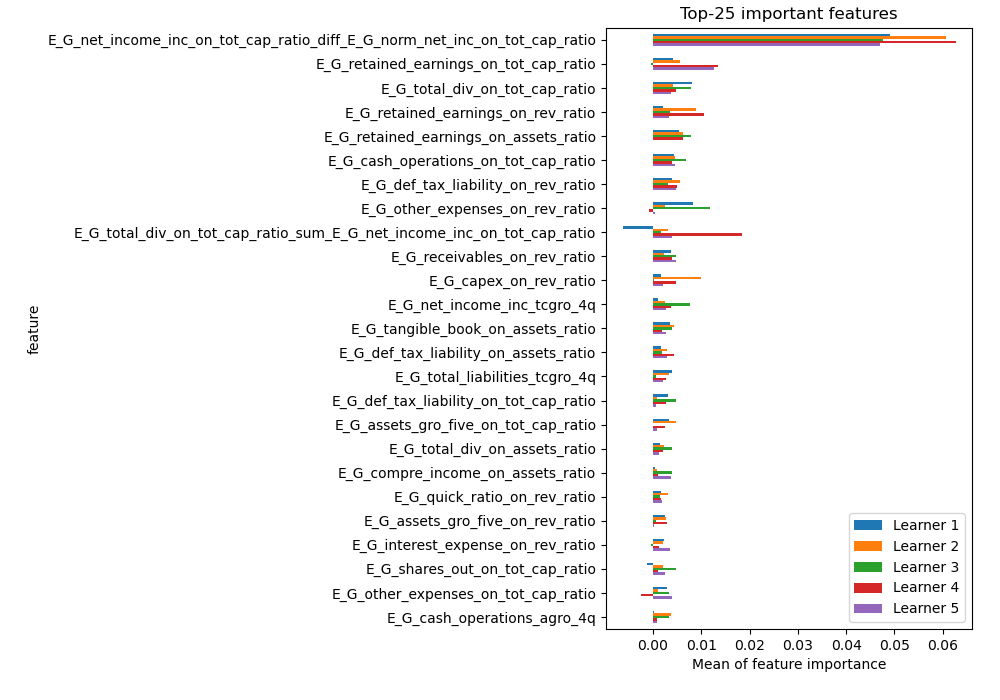 Top-25 important features
E_G_net_income_inc_on_tot_cap_ratio_diff_E_G_norm_net_inc_on_tot_cap_ratio
E_G_retained_earnings_on_tot_cap_ratio
E_G_total_div_on_tot_cap_ratio
E_G_retained_earnings_on_rev_ratio
E_G_retained_earnings_on_assets_ratio
E_G_cash_operations_on_tot_cap_ratio
E_G_def_tax_liability_on_rev_ratio
E_G_other_expenses_on_rev_ratio
E_G_total_div_on_tot_cap_ratio_sum_E_G_net_income_inc_on_tot_cap_ratio
E_G_receivables_on_rev_ratio
E_G_capex_on_rev_ratio
E_G_net_income_inc_tcgro_4q
E_G_tangible_book_on_assets_ratio
E_G_def_tax_liability_on_assets_ratio
E_G_total_liabilities_tcgro_4q
E_G_def_tax_liability_on_tot_cap_ratio
E_G_assets_gro_five_on_tot_cap_ratio
E_G_total_div_on_assets_ratio
E_G_compre_income_on_assets_ratio
E_G_quick_ratio_on_rev_ratio
E_G_assets_gro_five_on_rev_ratio
E_G_interest_expense_on_rev_ratio
E_G_shares_out_on_tot_cap_ratio
E_G_other_expenses_on_tot_cap_ratio
E_G_cash_operations_agro_4q
feature
Learner 1
Learner 2
Learner 3
Learner 4
Learner 5
0.00 0.01 0.02 0.03 0.04 0.05 0.06
Mean of feature importance